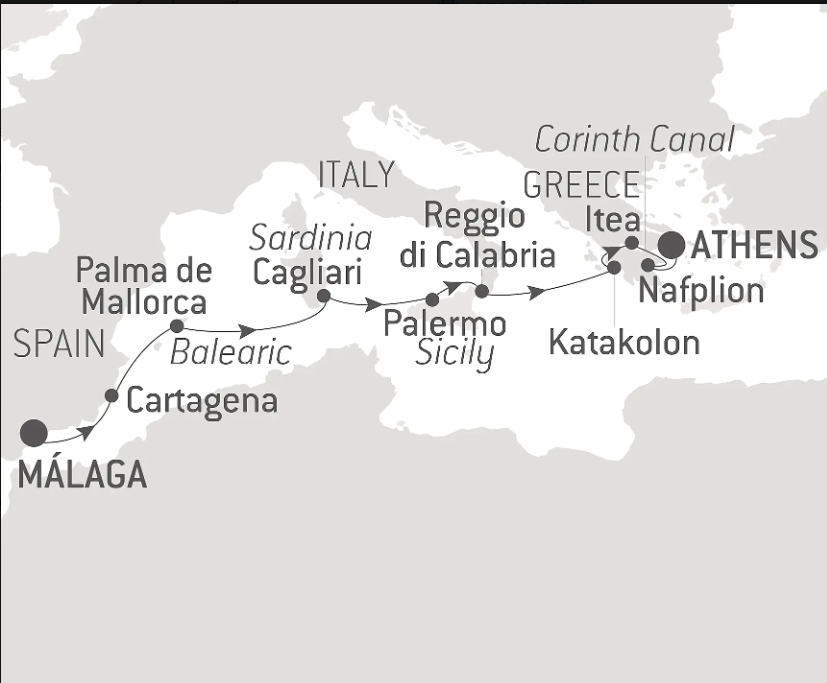 Corinth Canal
ITALY
GREECE
Reggio
di Calabria
Itea
ATHENS
Sardinia
Cagliari
Palma de
Mallorca
Nafplion
Palermo
Sicily
Katakolon
SPAIN
Balearic
Cartagena
MÁLAGA